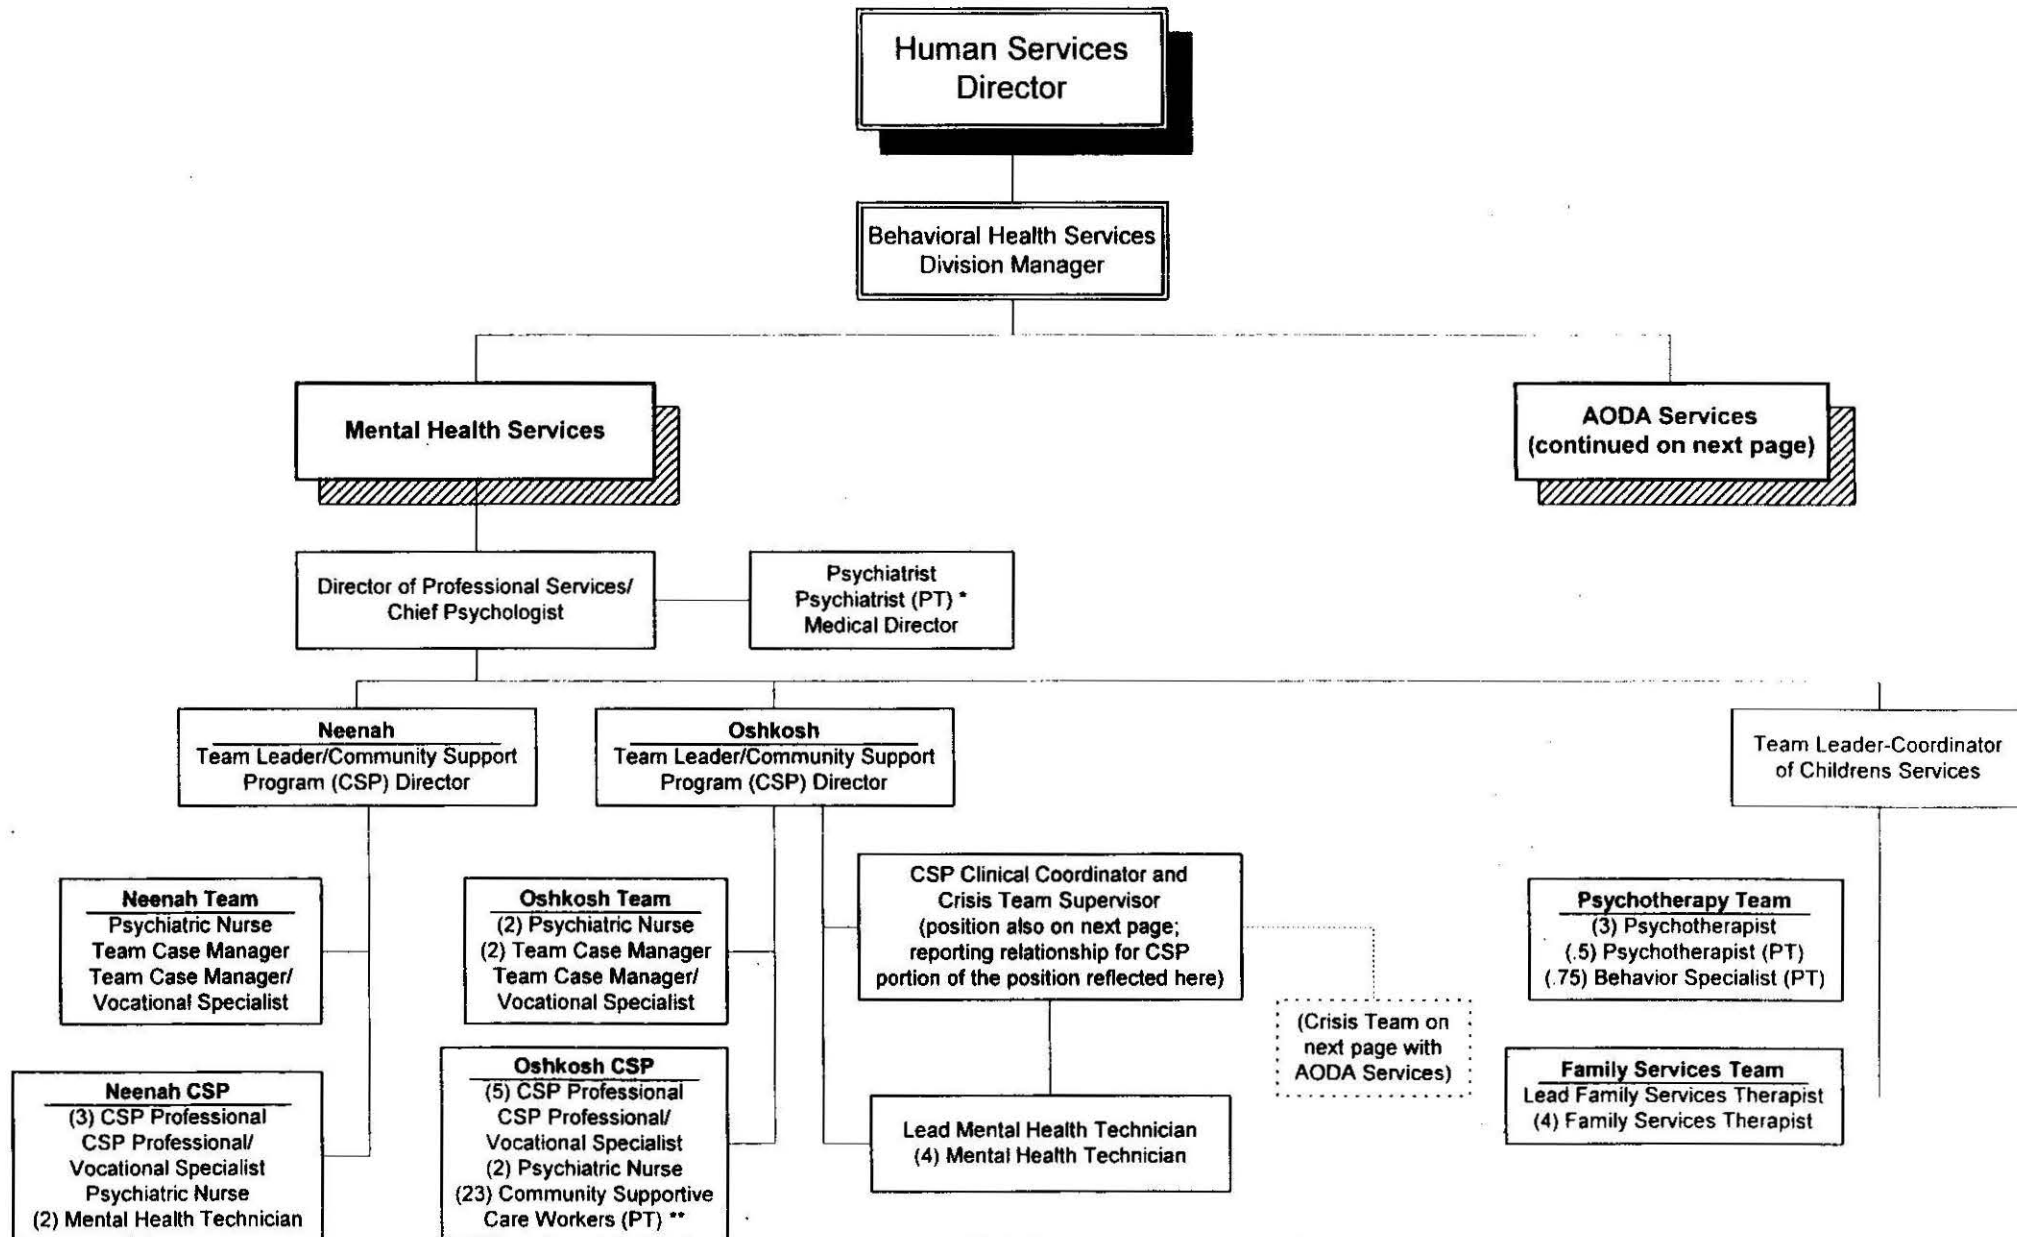 Human Services
Director
Behavioral Health Services
Division Manager
Mental Health Services
AODA Services
(continued on next page)
Director of Professional Services/
Chief Psychologist
Psychiatrist
Psychiatrist (PT) *
Medical Director
Neenah
Team Leader/Community Support
Program (CSP) Director
Oshkosh
Team Leader/Community Support
Program (CSP) Director
Team Leader-Coordinator
of Childrens Services
Neenah Team
Psychiatric Nurse
Team Case Manager
Team Case Manager/
Vocational Specialist
Oshkosh Team
(2) Psychiatric Nurse
(2) Team Case Manager
Team Case Manager/
Vocational Specialist
CSP Clinical Coordinator and
Crisis Team Supervisor
(position also on next page;
reporting relationship for CSP
portion of the position reflected here)
Psychotherapy Team
(3) Psychotherapist
(.5) Psychotherapist (PT)
(.75) Behavior Specialist (PT)
(Crisis Team on
next page with
AODA Services)
Neenah CSP
(3) CSP Professional
CSP Professional/
Vocational Specialist
Psychiatric Nurse
(2) Mental Health Technician
Oshkosh CSP
(5) CSP Professional
CSP Professional/
Vocational Specialist
(2) Psychiatric Nurse
(23) Community Supportive
Care Workers (PT) **
Lead Mental Health Technician
(4) Mental Health Technician
Family Services Team
Lead Family Services Therapist
(4) Family Services Therapist